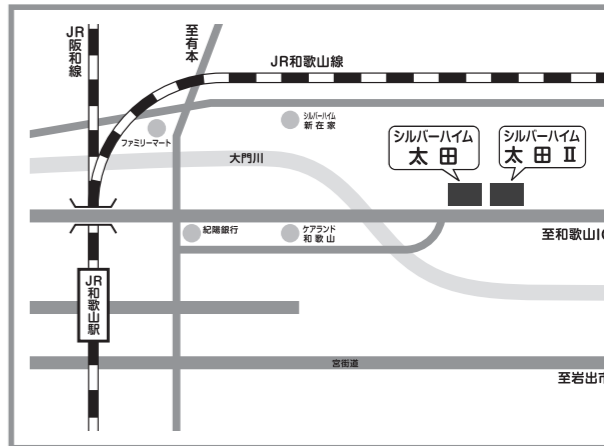 JR阪和線
至有本
JR和歌山線
シルバーハイム
新在家
ファミリーマート
シルバーハイム
太田
シルバーハイム
太田Ⅱ
大門川
紀陽銀行
ケアランド
和歌山
至和歌山IC
JR和歌山駅
宮街道
至岩出市